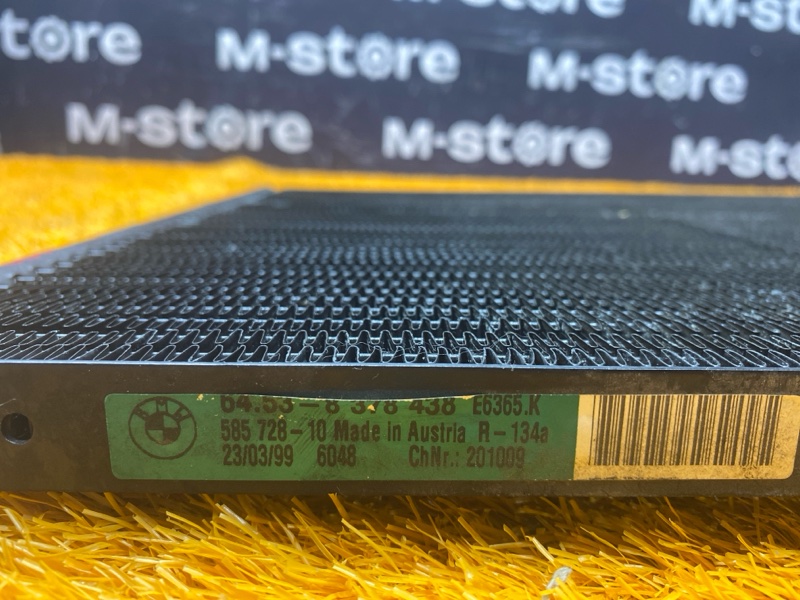 M-store
M-store
M-store
M-store
M-store
M-store
BMW
64.53-8 378 438 E6365.K
585 728-10 Made in Austria R-134a
23/03/99 6048 ChNr.: 201009